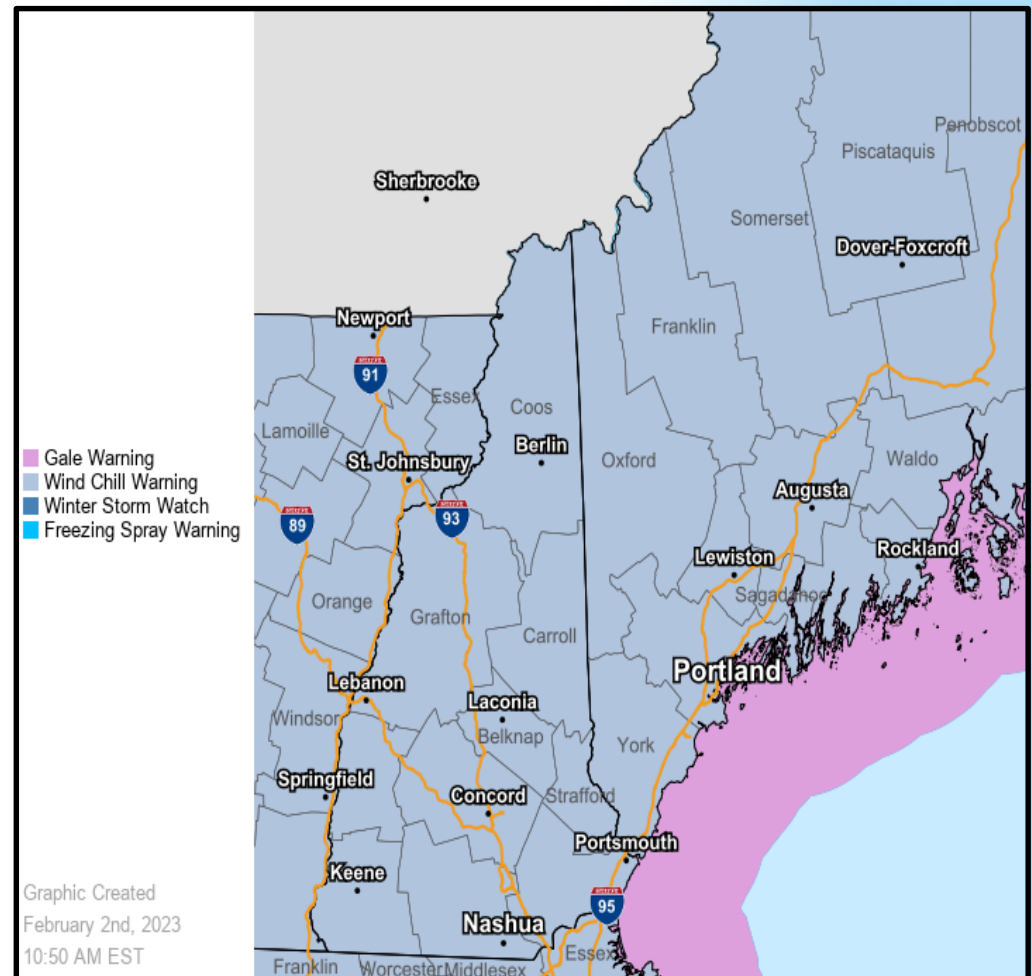 Penobscot
Piscataquis
Sherbrooke
Somerset
Dover-Foxcroft
Newport
Franklin
91
Essex
Coos
Lamoille
Berlin
Gale Warning
Oxford
Waldo
St. Johnsbury
Wind Chill Warning
Augusta
Winter Storm Watch
89
93
Freezing Spray Warning
Lewiston
Rockland
Sagadahoc
Orange
Grafton
Carroll
Portland
Lebanon
Laconia
Windsor
Belknap
York
Springfield
Concord
Strafford
Portsmouth
Keene
Graphic Created
95
Nashua
February 2nd, 2023
Essex
10:50 AM EST
Franklin
Worcester
Middlesex